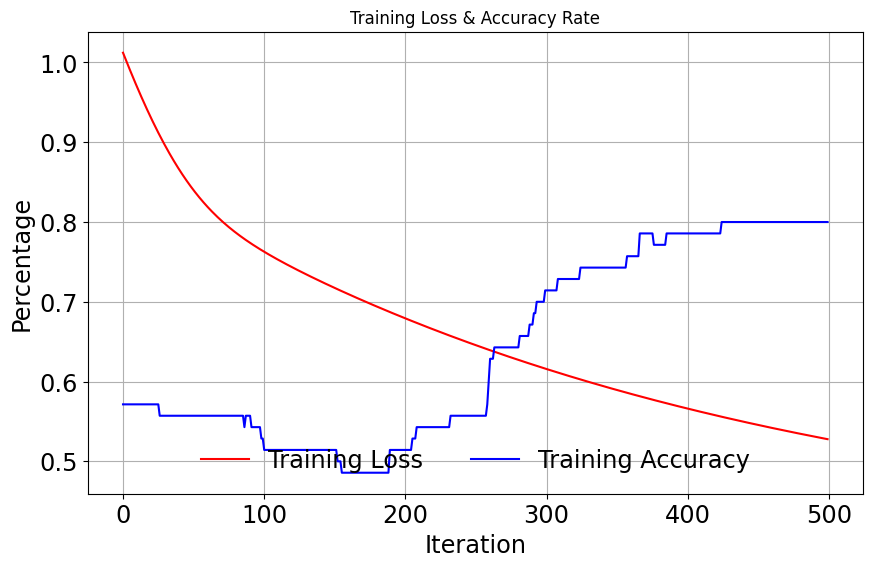 Training Loss & Accuracy Rate
Percentage
1.0
0.9
0.8
0.7
0.6
0.5
Training Loss
Training Accuracy
0 100 200 300 400 500
Iteration